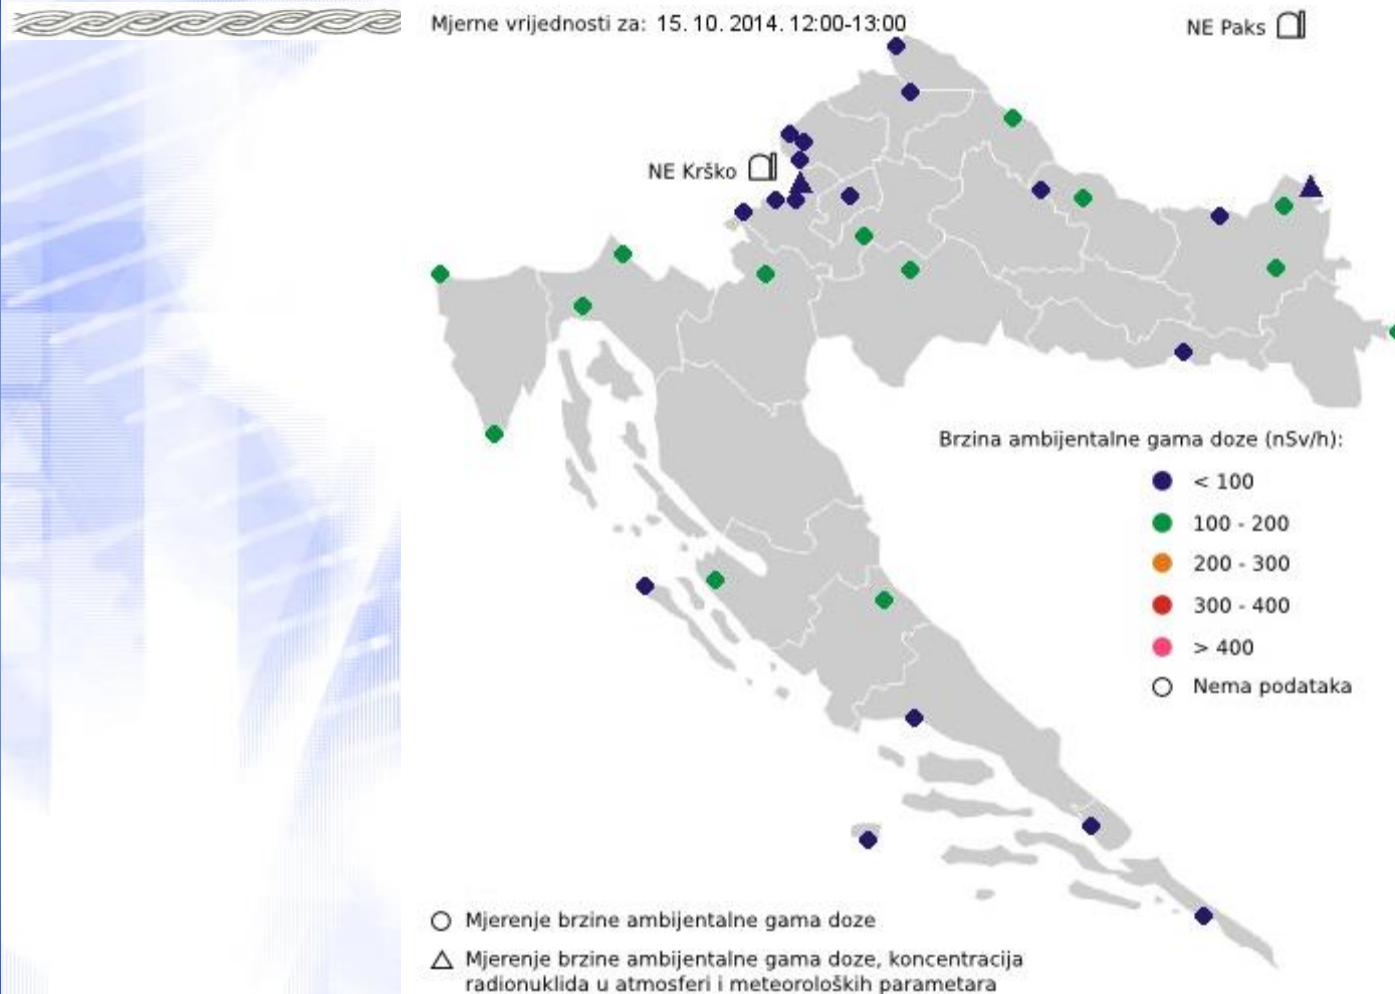 Mjerne vrijednosti za: 15. 10. 2014. 12:00-13:00
NE Paks
NE Krško
Brzina ambijentalne gama doze (nSv/h):
< 100
100 - 200
200 - 300
300 - 400
> 400
Nema podataka
Mjerenje brzine ambijentalne gama doze
Mjerenje brzine ambijentalne gama doze, koncentracija
radionuklida u atmosferi i meteoroloških parametara